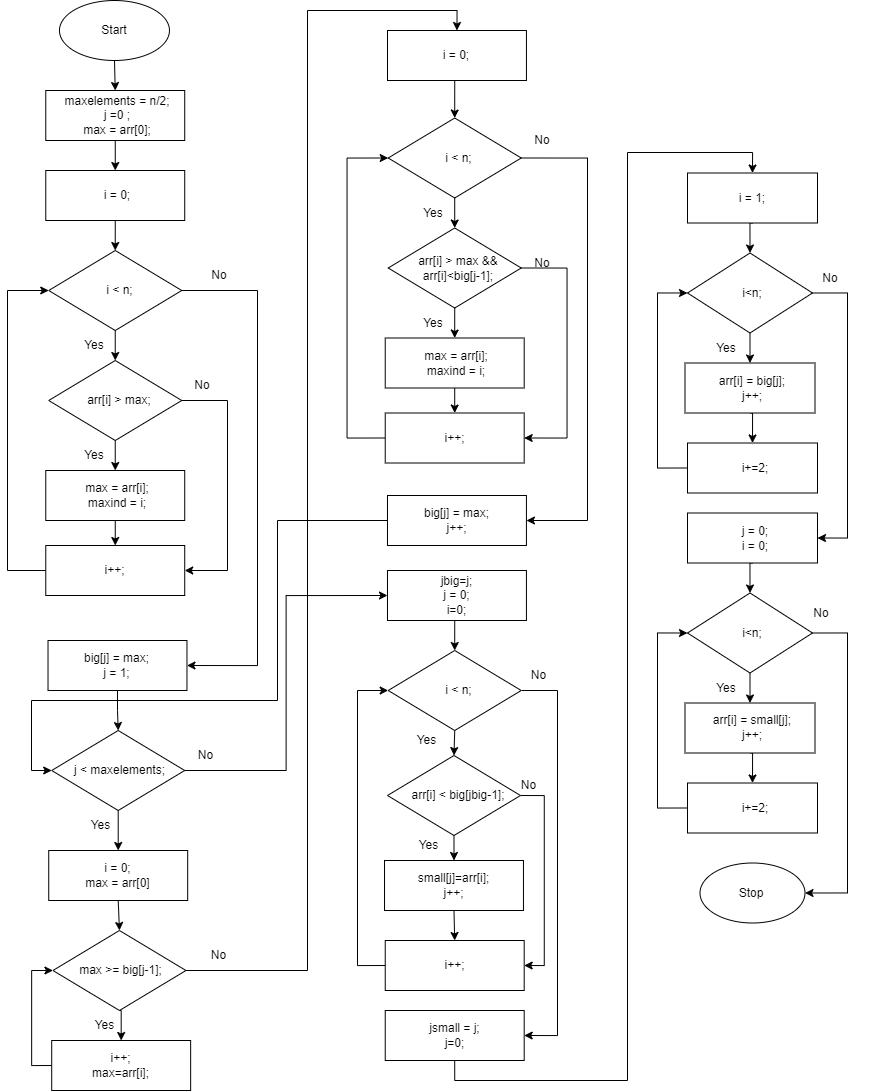 Start
maxelements = n/2;
j =0 ;
max = arr[0];
i = 0;
i < n;
No
Yes
arr[i] > max;
No
Yes
max = arr[i];
maxind = i;
i++;
big[j] = max;
j = 1;
j < maxelements;
No
Yes
i = 0;
max = arr[0]
max >= big[j-1];
No
Yes
i++;
max=arr[i];
i = 0;
i < n;
No
Yes
arr[i] > max &&
arr[i]<big[j-1];
No
Yes
max = arr[i];
maxind = i;
i++;
big[j] = max;
j++;
jbig=j;
j = 0;
i=0;
i < n;
No
Yes
arr[i] < big[jbig-1];
No
Yes
small[j]=arr[i];
j++;
i++;
jsmall = j;
j=0;
i = 1;
i<n;
No
Yes
arr[i] = big[j];
j++;
i+=2;
j = 0;
i = 0;
i<n;
No
Yes
arr[i] = small[j];
j++;
i+=2;
Stop